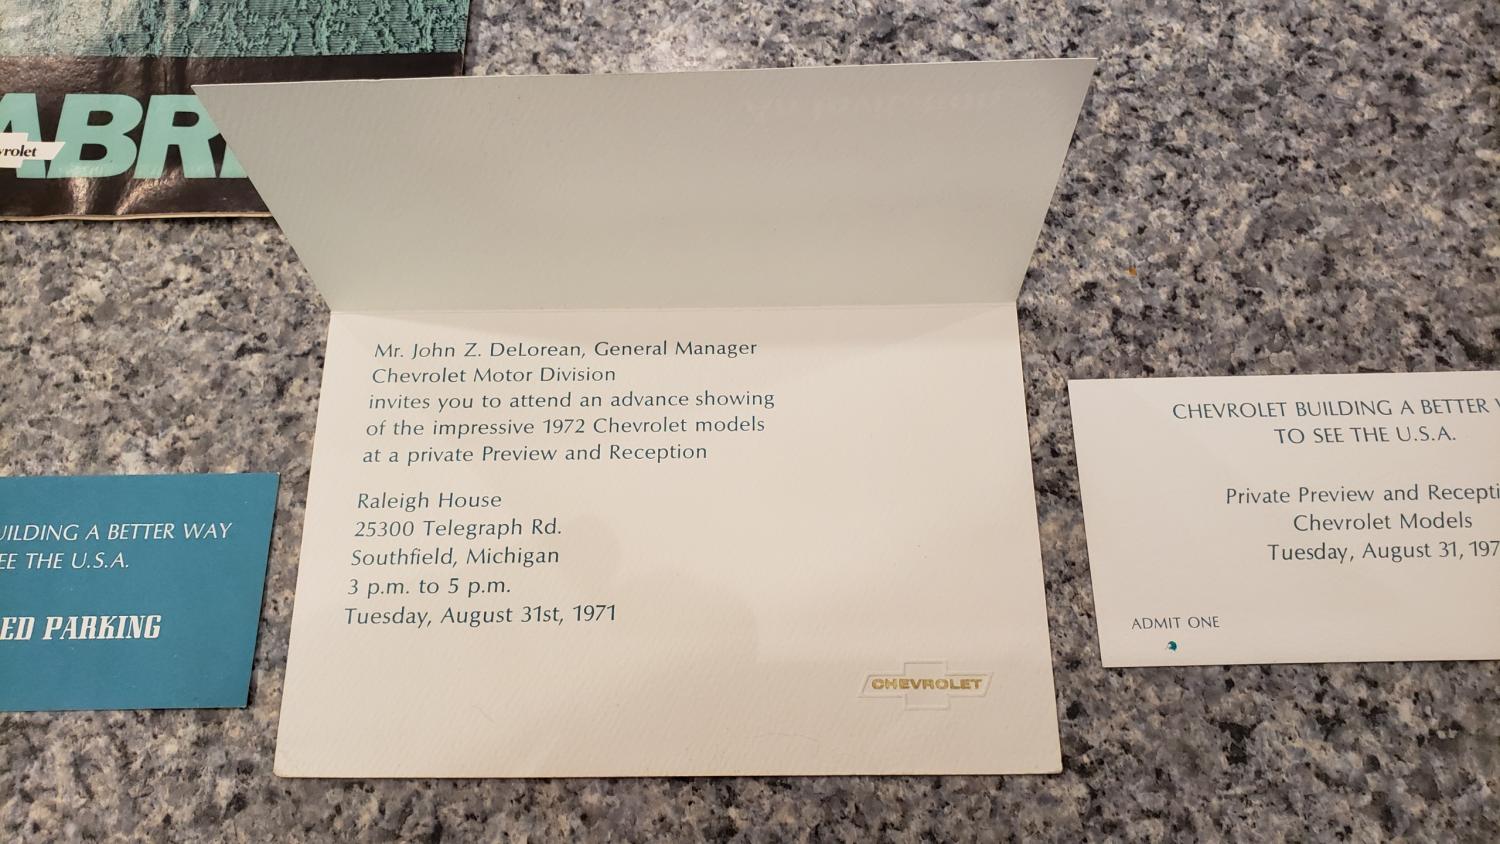 ABR
vrolet
Mr. John Z. DeLorean, General Manager
Chevrolet Motor Division
invites you to attend an advance showing
of the impressive 1972 Chevrolet models
at a private Preview and Reception
Raleigh House
25300 Telegraph Rd.
Southfield, Michigan
3 p.m. to 5 p.m.
Tuesday, August 31st, 1971
CHEVROLET
UILDING A BETTER WAY
EE THE U.S.A.
ED PARKING
CHEVROLET BUILDING A BETTER
TO SEE THE U.S.A.
Private Preview and Recepti
Chevrolet Models
Tuesday, August 31, 197
ADMIT ONE